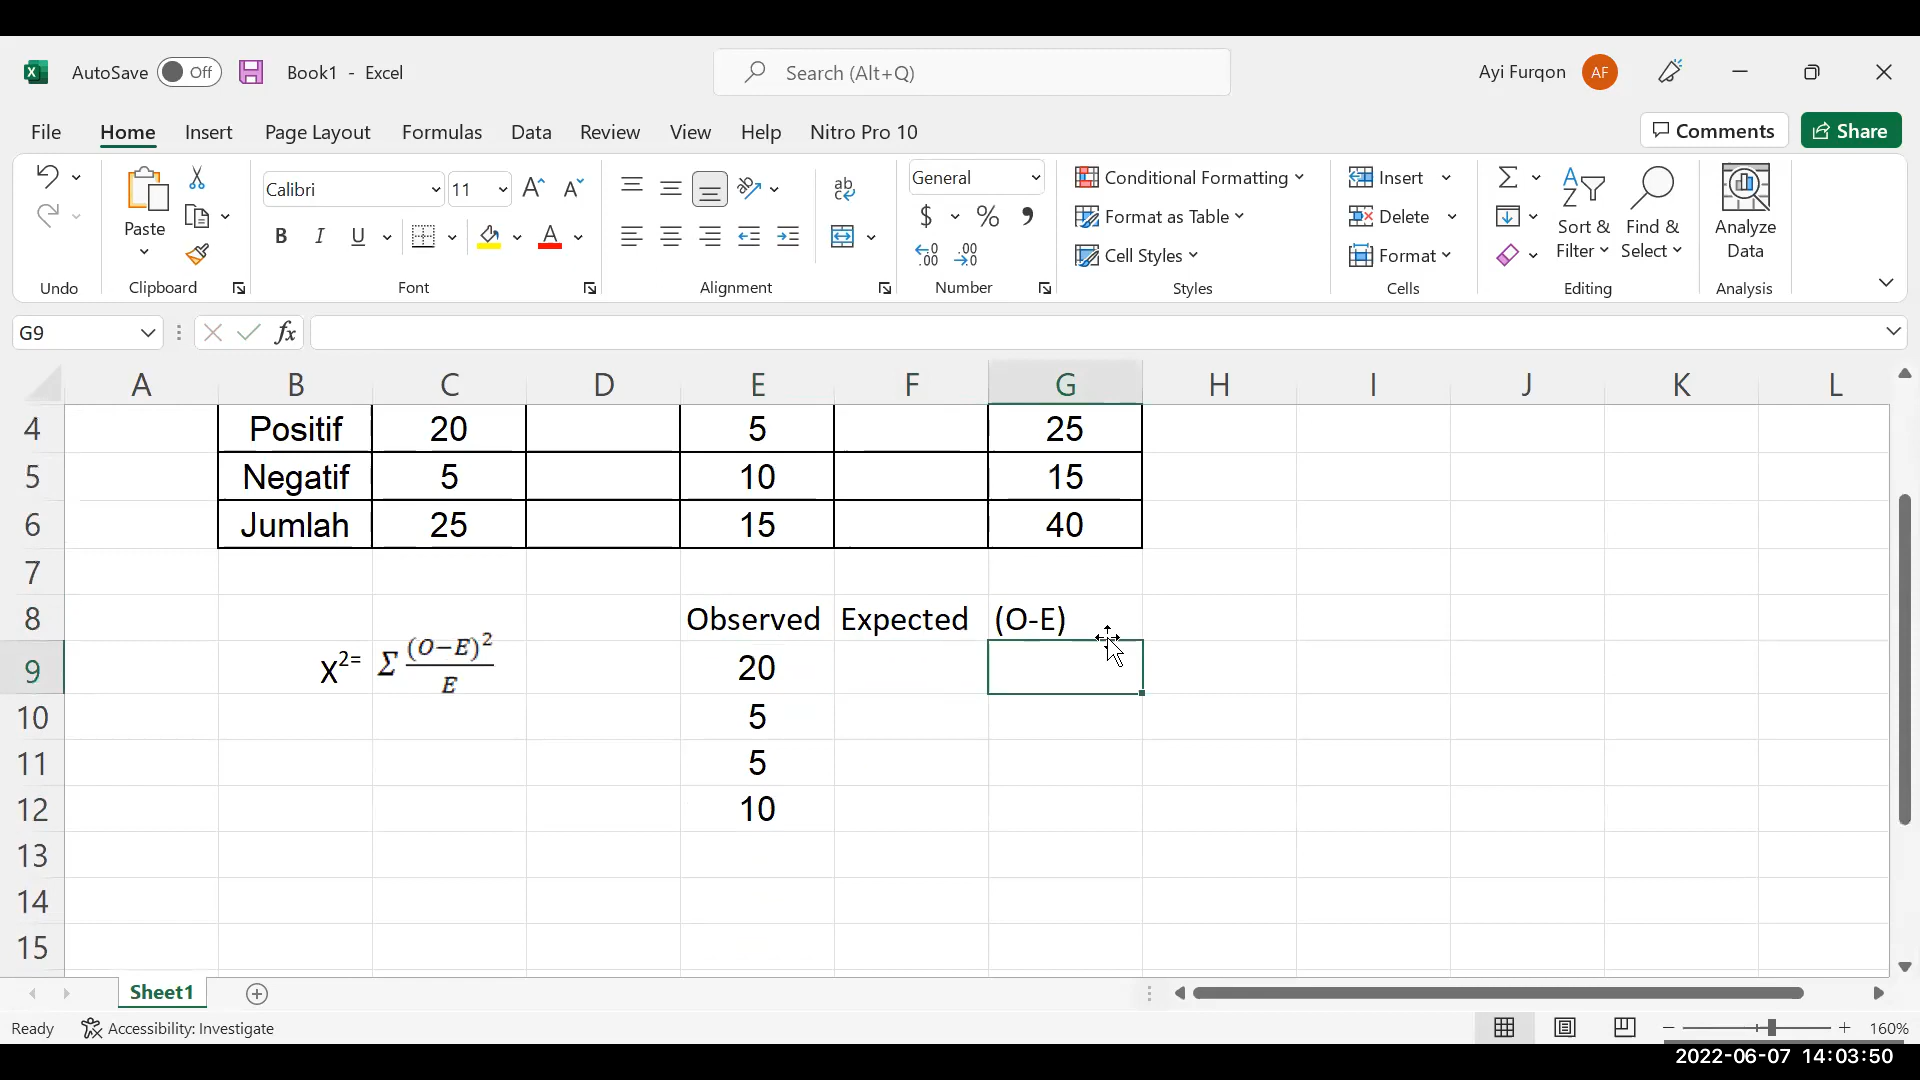 AutoSave Off Book1 - Excel Search (Alt+Q) Ayi Furqon AF
File Home Insert Page Layout Formulas Data Review View Help Nitro Pro 10 Comments Share
Calibri 11 General Conditional Formatting Insert
Paste Format as Table Delete Sort & Filter Find & Select Analyze Data
Cell Styles Format
Undo Clipboard Font Alignment Number Styles Cells Editing Analysis
G9 fx
A B C D E F G H I J K L
4 Positif 20 5 25
5 Negatif 5 10 15
6 Jumlah 25 15 40
7
8 Observed Expected (O-E)
9 X²⁼ Σ (O−E)² / E 20
10 5
11 5
12 10
13
14
15
Sheet1
Ready Accessibility: Investigate 160%
2022-06-07 14:03:50